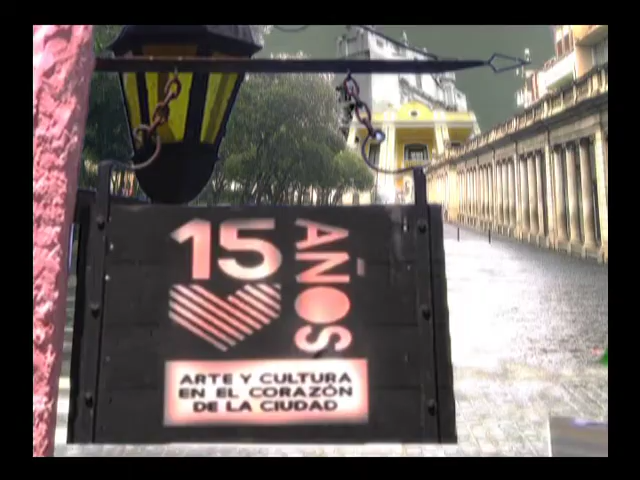 15
AÑOS
ARTE Y CULTURA
EN EL CORAZÓN
DE LA CIUDAD